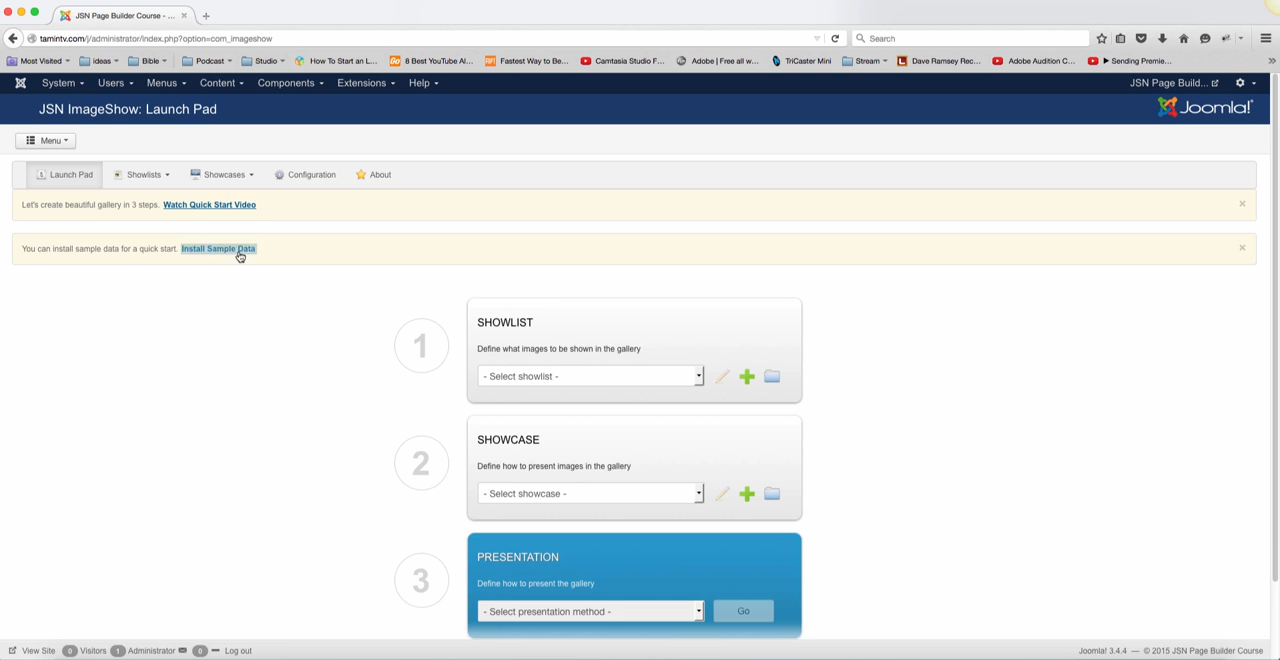 JSN Page Builder Course - ...
tamintv.com/j/administrator/index.php?option=com_imageshow
Search
Most Visited
ideas
Bible
Podcast
Studio
How To Start an L...
8 Best YouTube Al...
Fastest Way to Be...
Camtasia Studio F...
Adobe | Free all w...
TriCaster Mini
Stream
Dave Ramsey Rec...
Adobe Audition C...
► Sending Premie...
System
Users
Menus
Content
Components
Extensions
Help
JSN Page Build...
JSN ImageShow: Launch Pad
Joomla!
Menu
Launch Pad
Showlists
Showcases
Configuration
About
Let's create beautiful gallery in 3 steps. Watch Quick Start Video
You can install sample data for a quick start. Install Sample Data
1
SHOWLIST
Define what images to be shown in the gallery
- Select showlist -
2
SHOWCASE
Define how to present images in the gallery
- Select showcase -
3
PRESENTATION
Define how to present the gallery
- Select presentation method -
Go
View Site
0 Visitors
1 Administrator
0
Log out
Joomla! 3.4.4 — © 2015 JSN Page Builder Course